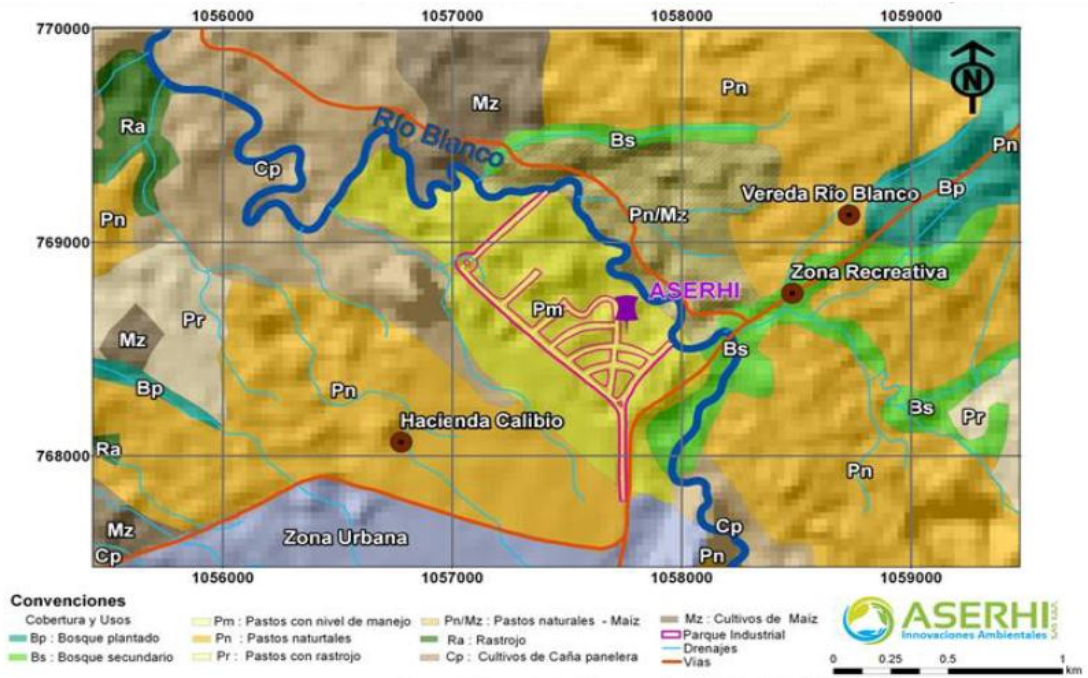 1056000 1057000 1058000 1059000
770000
N
Pn
Mz
Ra
Río Blanco
Bs
Pn
Cp
Bp
Vereda Río Blanco
Pn
Pn/Mz
769000
Zona Recreativa
ASERHI
Pr
Pm
Mz
Bs
Bp
Pn
Bs
Pr
Hacienda Calibio
Ra
768000
Pn
Mz
Zona Urbana
Cp
Cp
Pn
1056000 1057000 1058000 1059000
Convenciones
Cobertura y Usos
Bp : Bosque plantado
Bs : Bosque secundario
Pm : Pastos con nivel de manejo
Pn : Pastos naturtales
Pr : Pastos con rastrojo
Pn/Mz : Pastos naturales - Maíz
Ra : Rastrojo
Cp : Cultivos de Caña panelera
Mz : Cultivos de Maíz
Parque Industrial
Drenajes
Vias
ASERHI
Innovaciones Ambientales
0 0.25 0.5 1
km